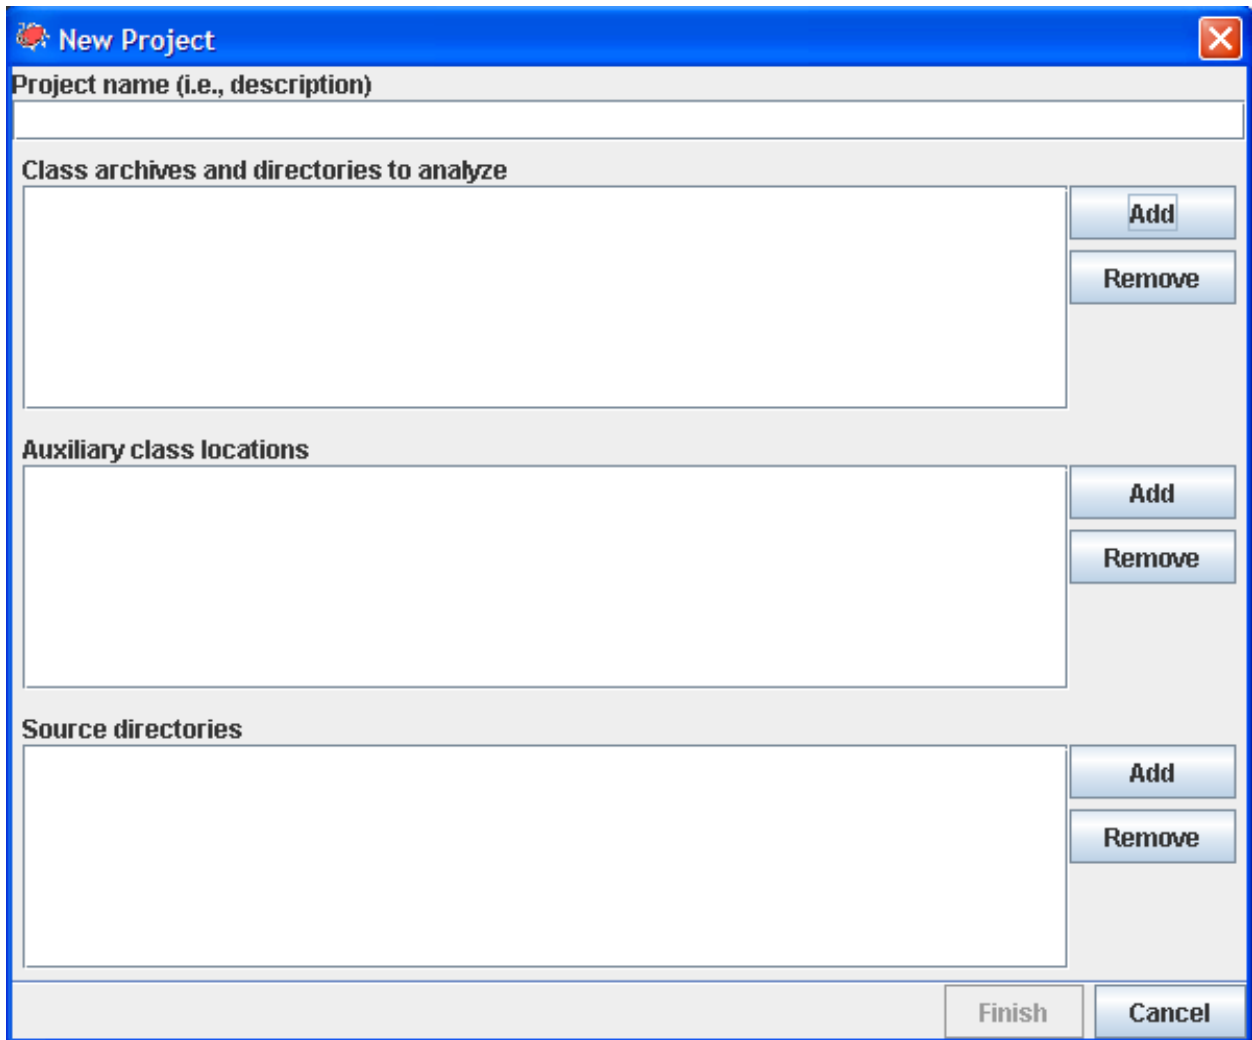 New Project
Project name (i.e., description)
Class archives and directories to analyze
Add
Remove
Auxiliary class locations
Add
Remove
Source directories
Add
Remove
Finish Cancel